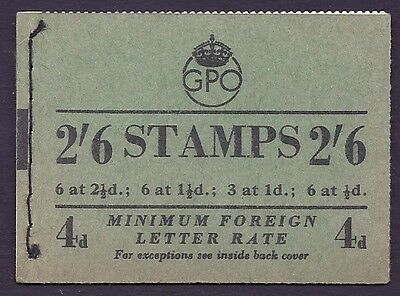 GPO
2'6 STAMPS 2'6
6 at 2½d.; 6 at 1½d.; 3 at 1d.; 6 at ½d.
4d MINIMUM FOREIGN 4d
LETTER RATE
For exceptions see inside back cover